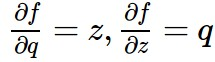 ∂f/∂q = z, ∂f/∂z = q